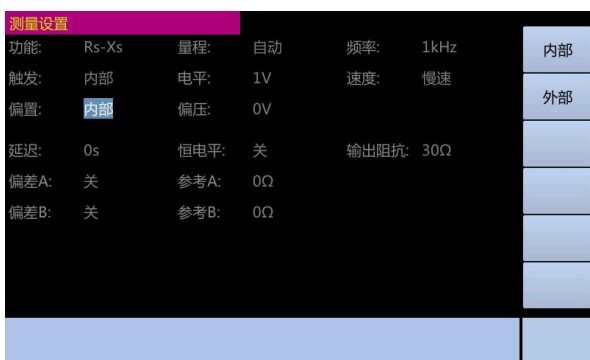 测量设置
功能: Rs-Xs 量程: 自动 频率: 1kHz
触发: 内部 电平: 1V 速度: 慢速
偏置: 内部 偏压: 0V
延迟: 0s 恒电平: 关 输出阻抗: 30Ω
偏差A: 关 参考A: 0Ω
偏差B: 关 参考B: 0Ω
内部
外部